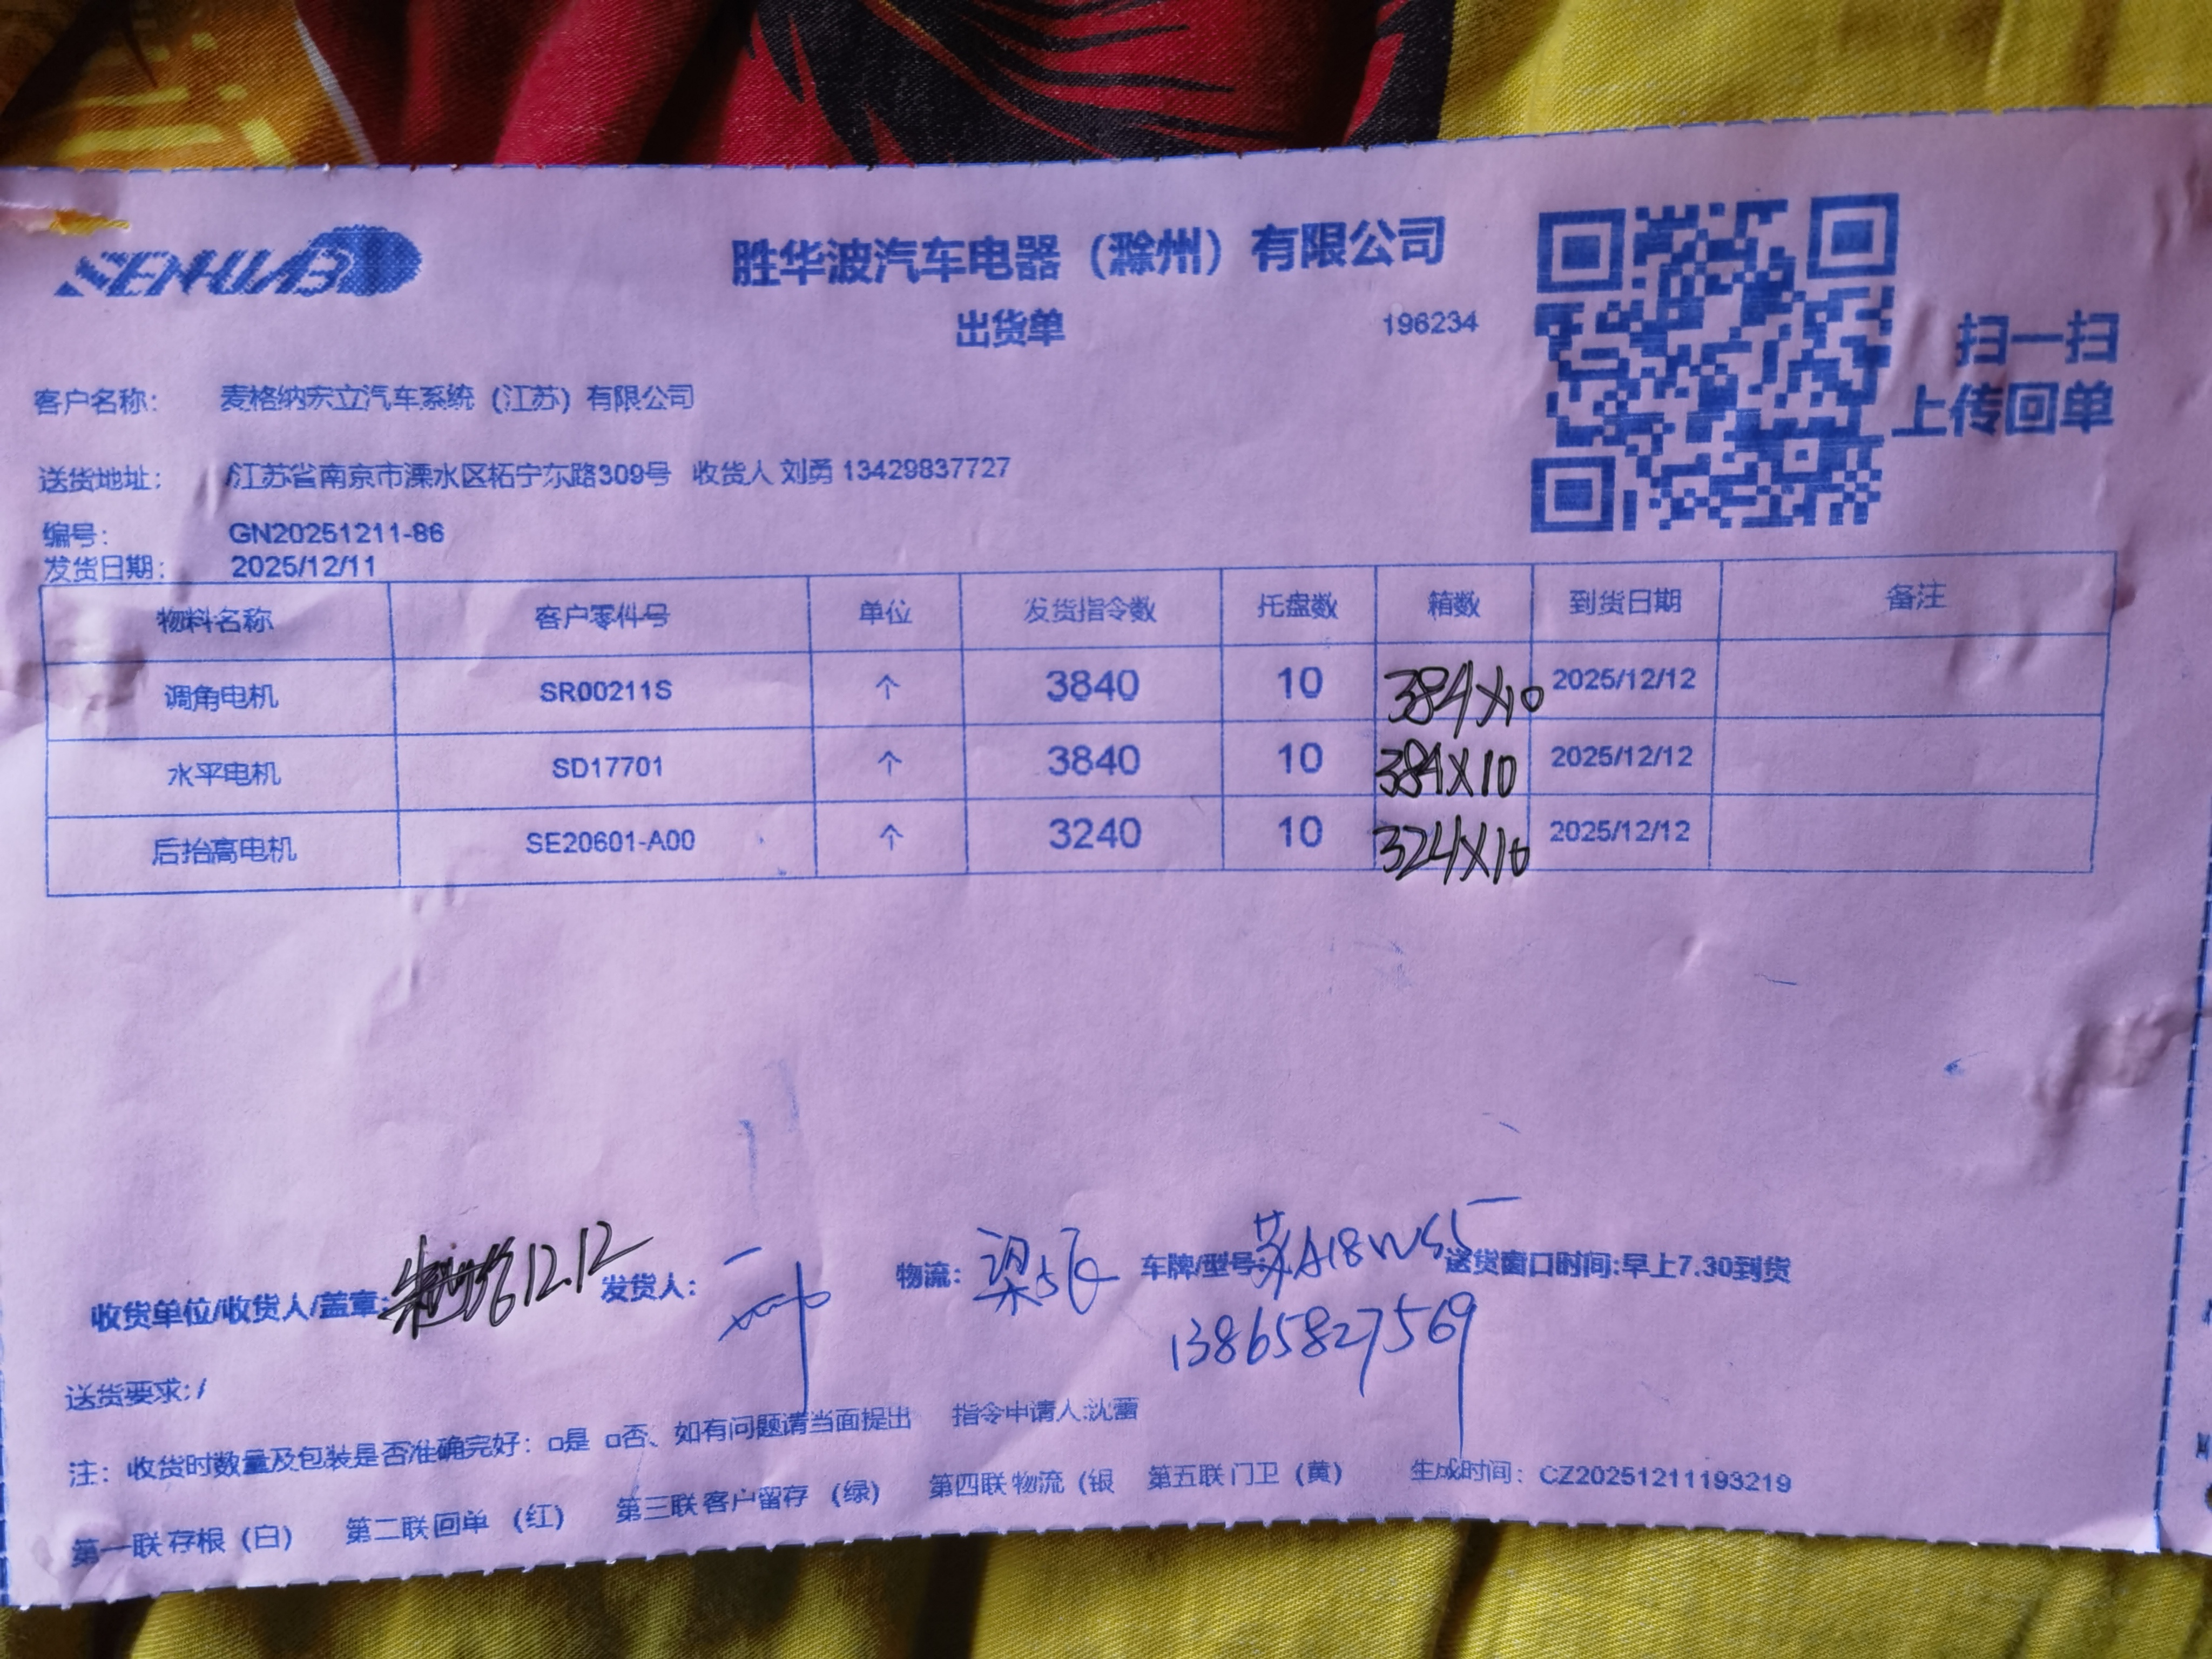 SENHUABO
胜华波汽车电器（滁州）有限公司
出货单 196234
扫一扫
上传回单
客户名称： 麦格纳宏立汽车系统（江苏）有限公司
送货地址： 江苏省南京市溧水区柘宁东路309号 收货人 刘勇 13429837727
编号： GN20251211-86
发货日期： 2025/12/11
物料名称 客户零件号 单位 发货指令数 托盘数 箱数 到货日期 备注
调角电机 SR00211S 个 3840 10 384X10 2025/12/12
水平电机 SD17701 个 3840 10 384X10 2025/12/12
后抬高电机 SE20601-A00 个 3240 10 324X10 2025/12/12
收货单位/收货人/盖章： 12.12 发货人： 物流： 梁 车牌/型号： 苏A18W55 送货窗口时间:早上7.30到货
13865827569
送货要求: /
注： 收货时数量及包装是否准确完好： □是 □否、如有问题请当面提出 指令申请人:沈蕾
第一联存根（白） 第二联回单（红） 第三联客户留存（绿） 第四联物流（银 第五联门卫（黄） 生成时间： CZ20251211193219